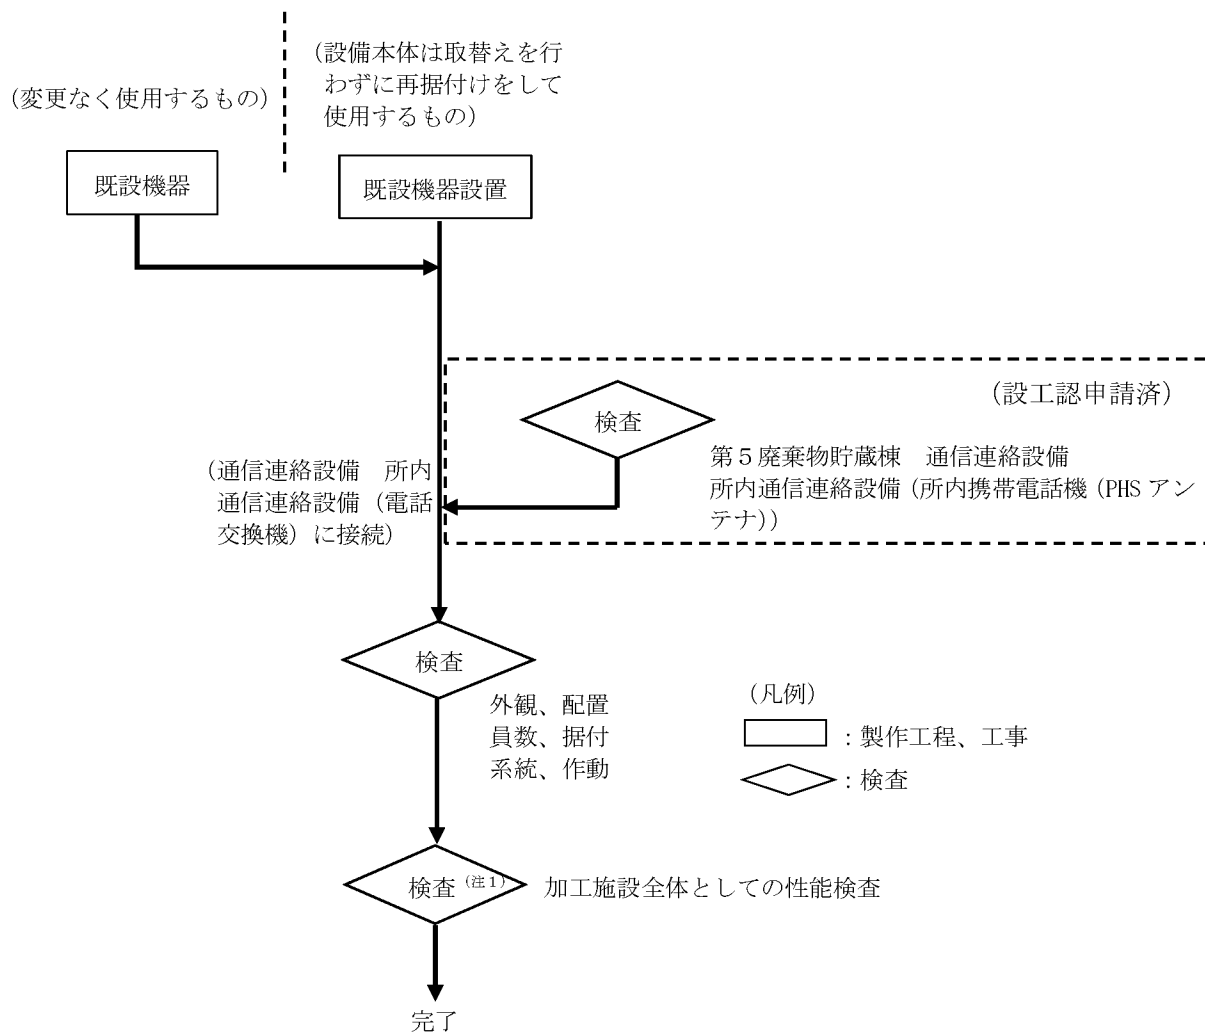 (変更なく使用するもの)
(設備本体は取替えを行
わずに再据付けをして
使用するもの)
既設機器
既設機器設置
(設工認申請済)
検査
第5廃棄物貯蔵棟　通信連絡設備
所内通信連絡設備(所内携帯電話機(PHSアン
テナ))
(通信連絡設備　所内
通信連絡設備(電話
交換機)に接続)
検査
外観、配置
員数、据付
系統、作動
(凡例)
：製作工程、工事
：検査
検査(注1)
加工施設全体としての性能検査
完了